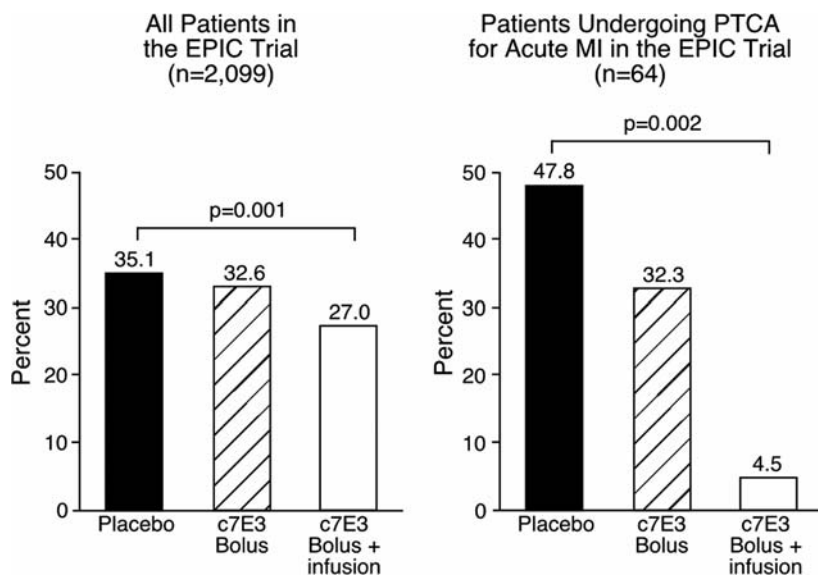 All Patients in
the EPIC Trial
(n=2,099)
50
40
30
20
10
0
Percent
p=0.001
35.1
32.6
27.0
Placebo
c7E3
Bolus
c7E3
Bolus +
infusion
Patients Undergoing PTCA
for Acute MI in the EPIC Trial
(n=64)
p=0.002
50
40
30
20
10
0
Percent
47.8
32.3
4.5
Placebo
c7E3
Bolus
c7E3
Bolus +
infusion